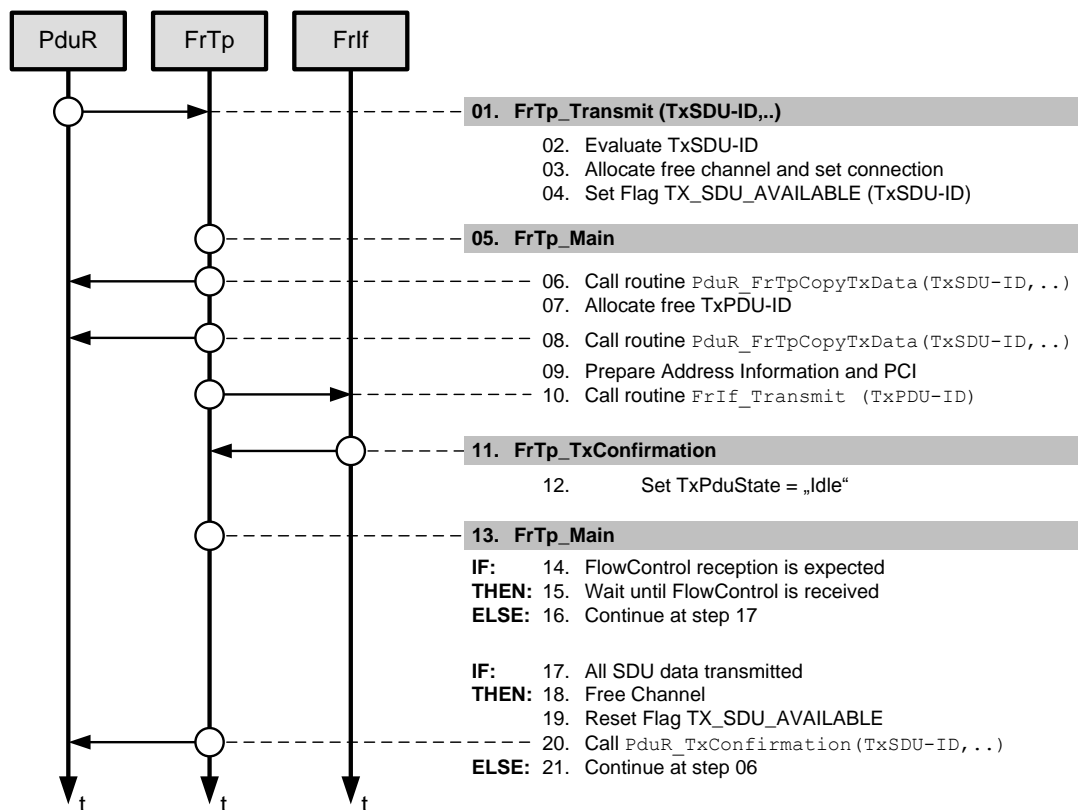 PduR FrTp FrIf
01. FrTp_Transmit (TxSDU-ID,..)
02. Evaluate TxSDU-ID
03. Allocate free channel and set connection
04. Set Flag TX_SDU_AVAILABLE (TxSDU-ID)
05. FrTp_Main
06. Call routine PduR_FrTpCopyTxData(TxSDU-ID,..)
07. Allocate free TxPDU-ID
08. Call routine PduR_FrTpCopyTxData(TxSDU-ID,..)
09. Prepare Address Information and PCI
10. Call routine FrIf_Transmit (TxPDU-ID)
11. FrTp_TxConfirmation
12. Set TxPduState = „Idle“
13. FrTp_Main
IF: 14. FlowControl reception is expected
THEN: 15. Wait until FlowControl is received
ELSE: 16. Continue at step 17
IF: 17. All SDU data transmitted
THEN: 18. Free Channel
19. Reset Flag TX_SDU_AVAILABLE
20. Call PduR_TxConfirmation(TxSDU-ID,..)
ELSE: 21. Continue at step 06
t t t